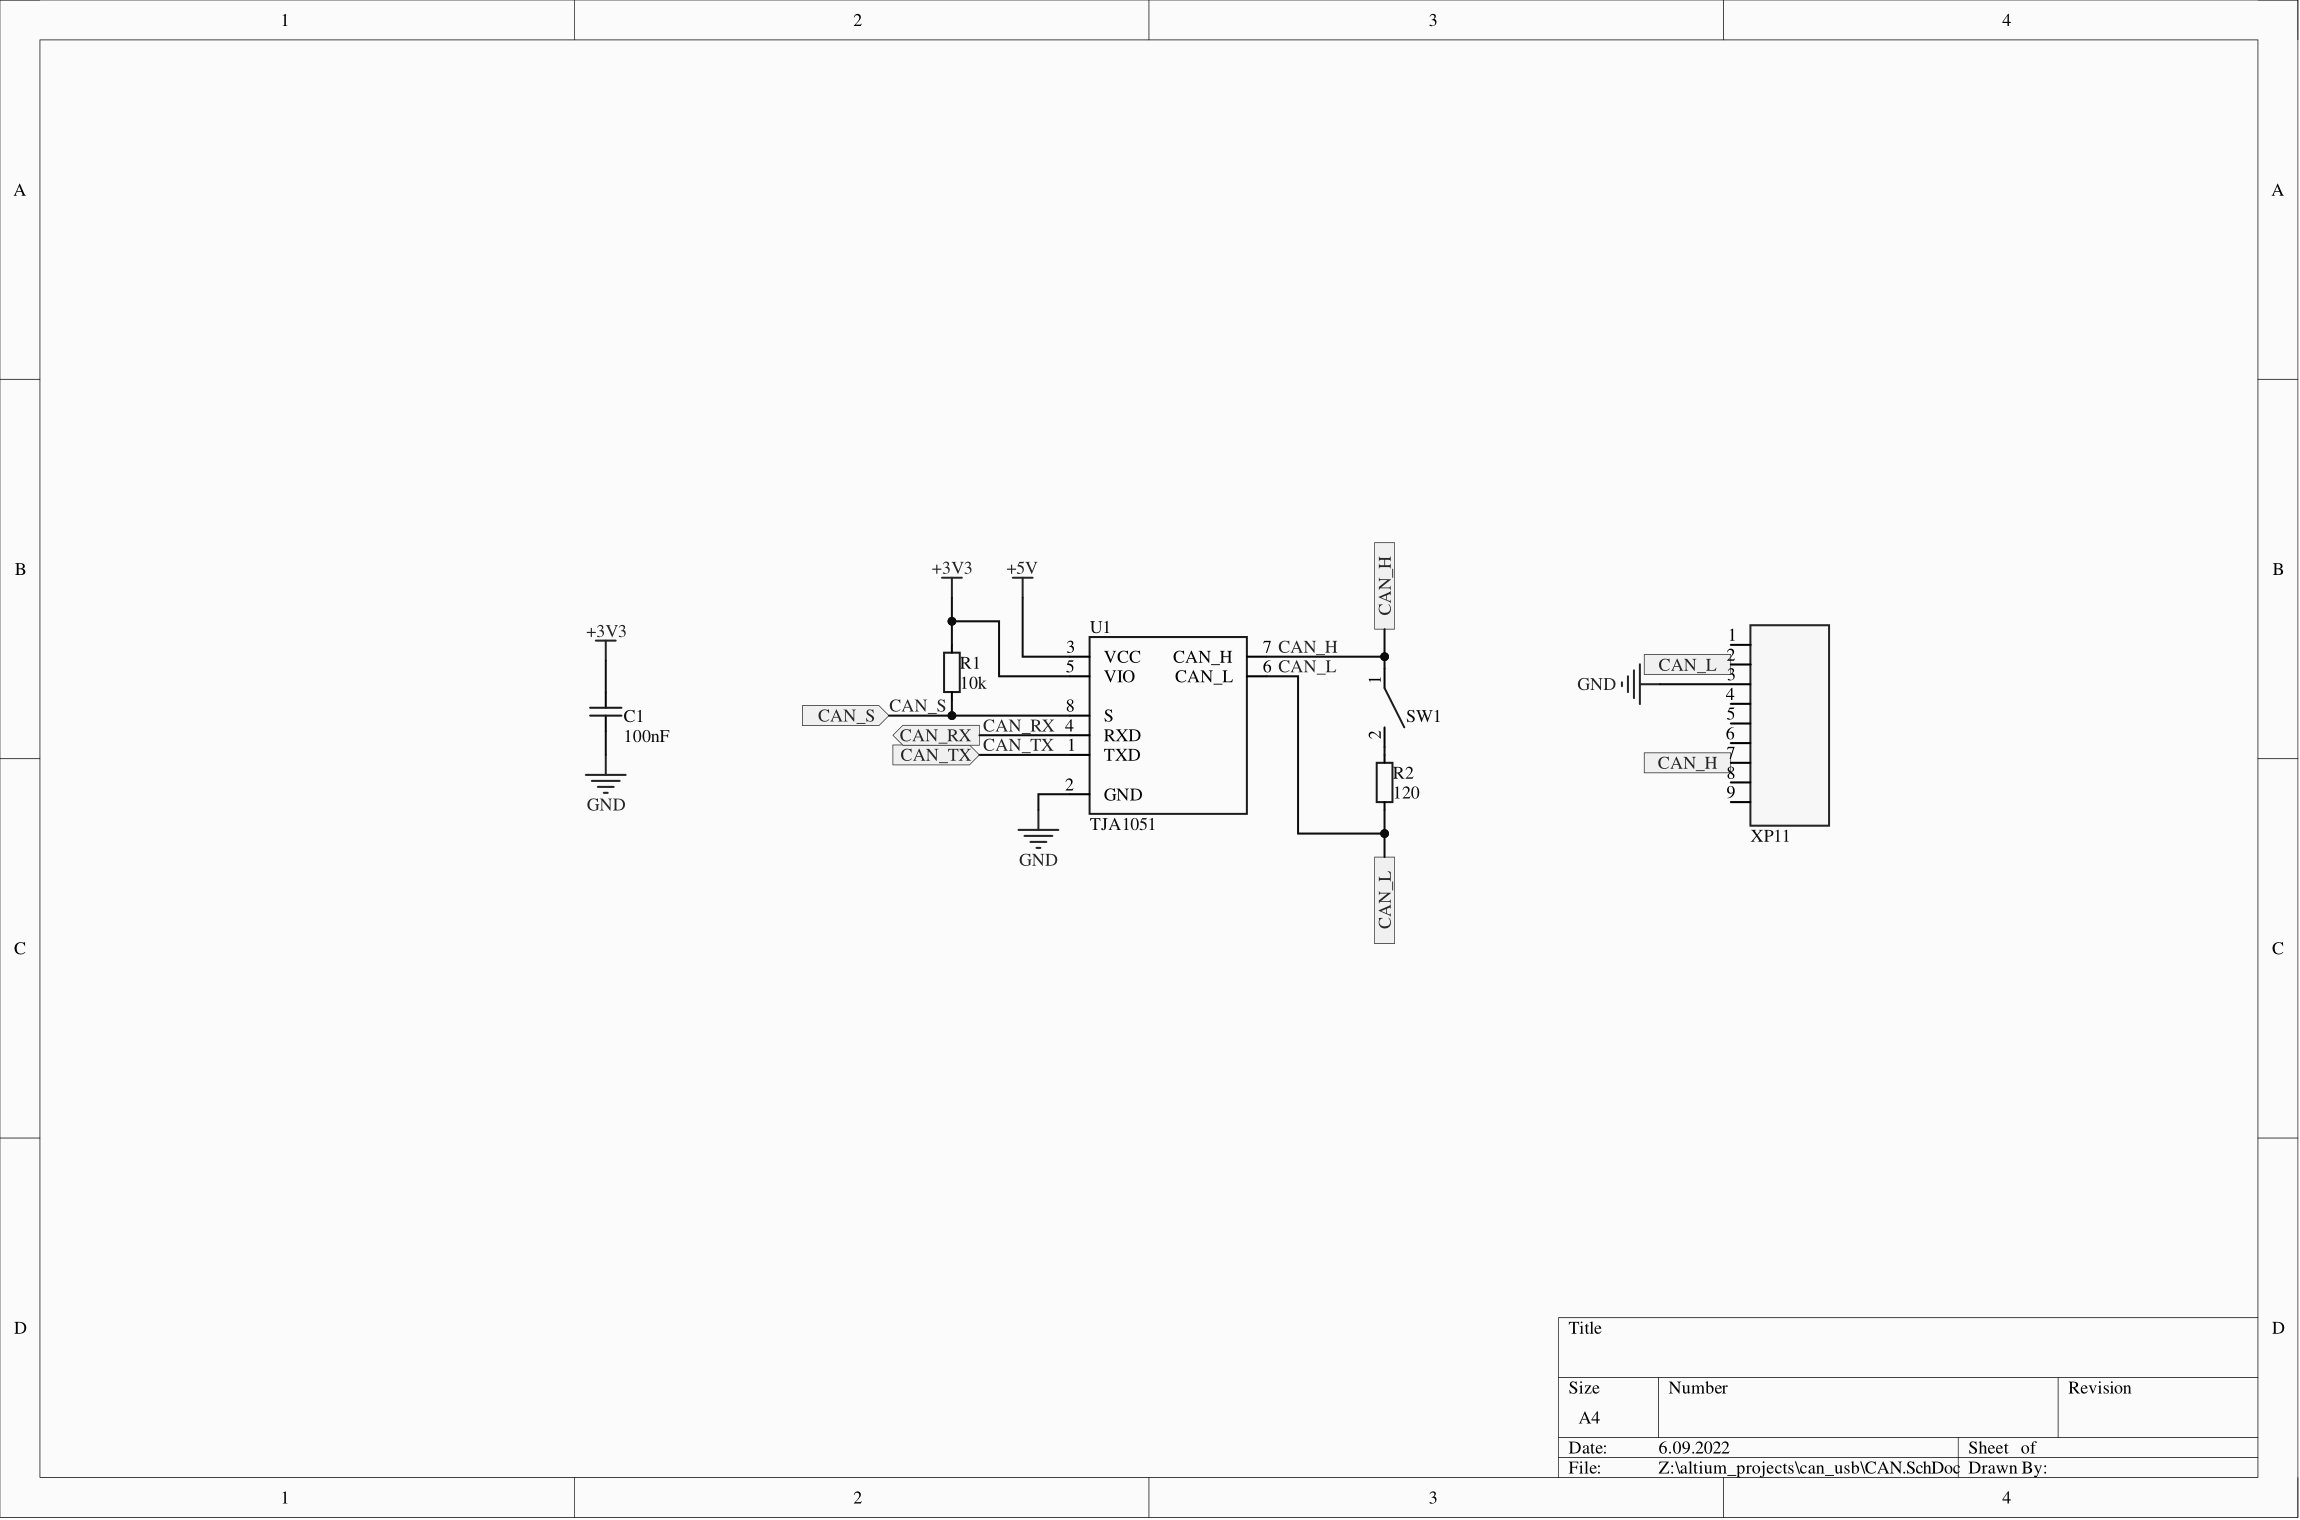 1 2 3 4
A A
B B
C C
D D
+3V3
C1
100nF
GND
+3V3 +5V
R1
10k
CAN_S CAN_S
CAN_RX CAN_RX
CAN_TX CAN_TX
U1
3 VCC
5 VIO
8 S
4 RXD
1 TXD
2 GND
CAN_H 7 CAN_H
CAN_L 6 CAN_L
TJA1051
GND
CAN_H
1
SW1
2
R2
120
CAN_L
1
CAN_L 2
GND 3
4
5
6
7
CAN_H 8
9
XP11
Title
Size Number Revision
A4
Date: 6.09.2022 Sheet of
File: Z:\altium_projects\can_usb\CAN.SchDoc Drawn By:
1 2 3 4